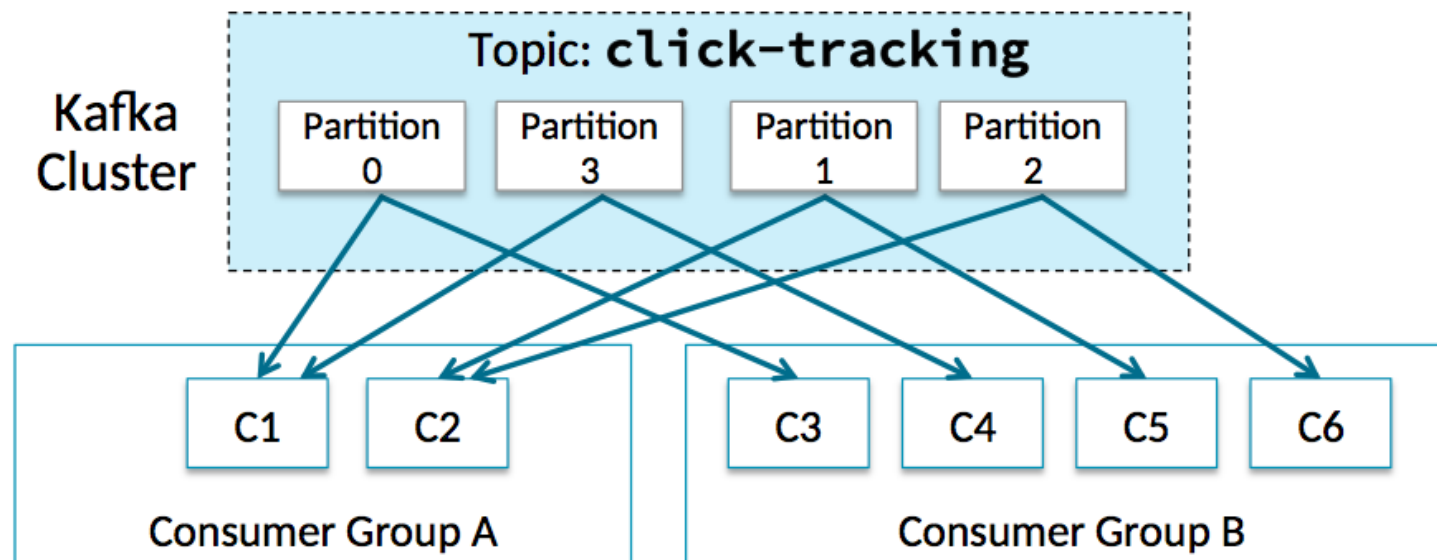 Topic: click-tracking
Kafka
Cluster
Partition
0
Partition
3
Partition
1
Partition
2
C1
C2
C3
C4
C5
C6
Consumer Group A
Consumer Group B